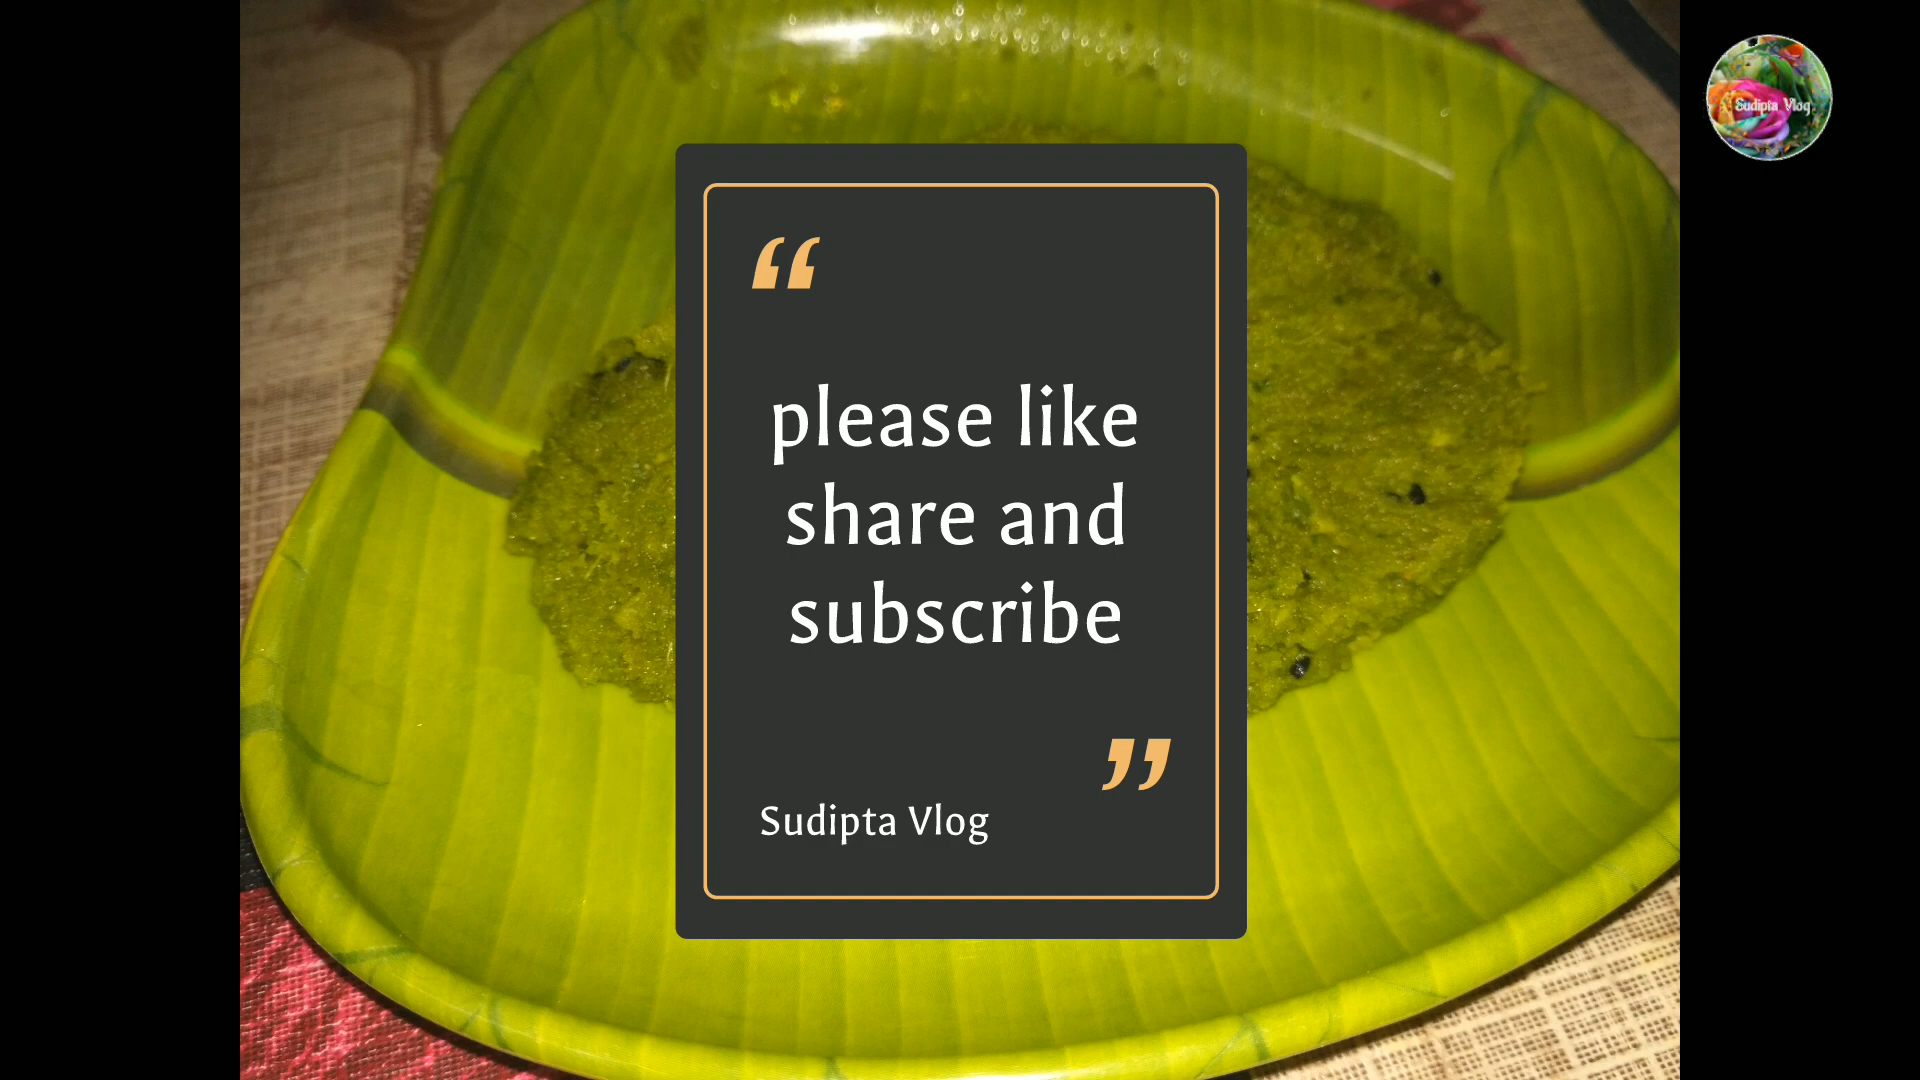 “
please like
share and
subscribe
”
Sudipta Vlog
Sudipta Vlog